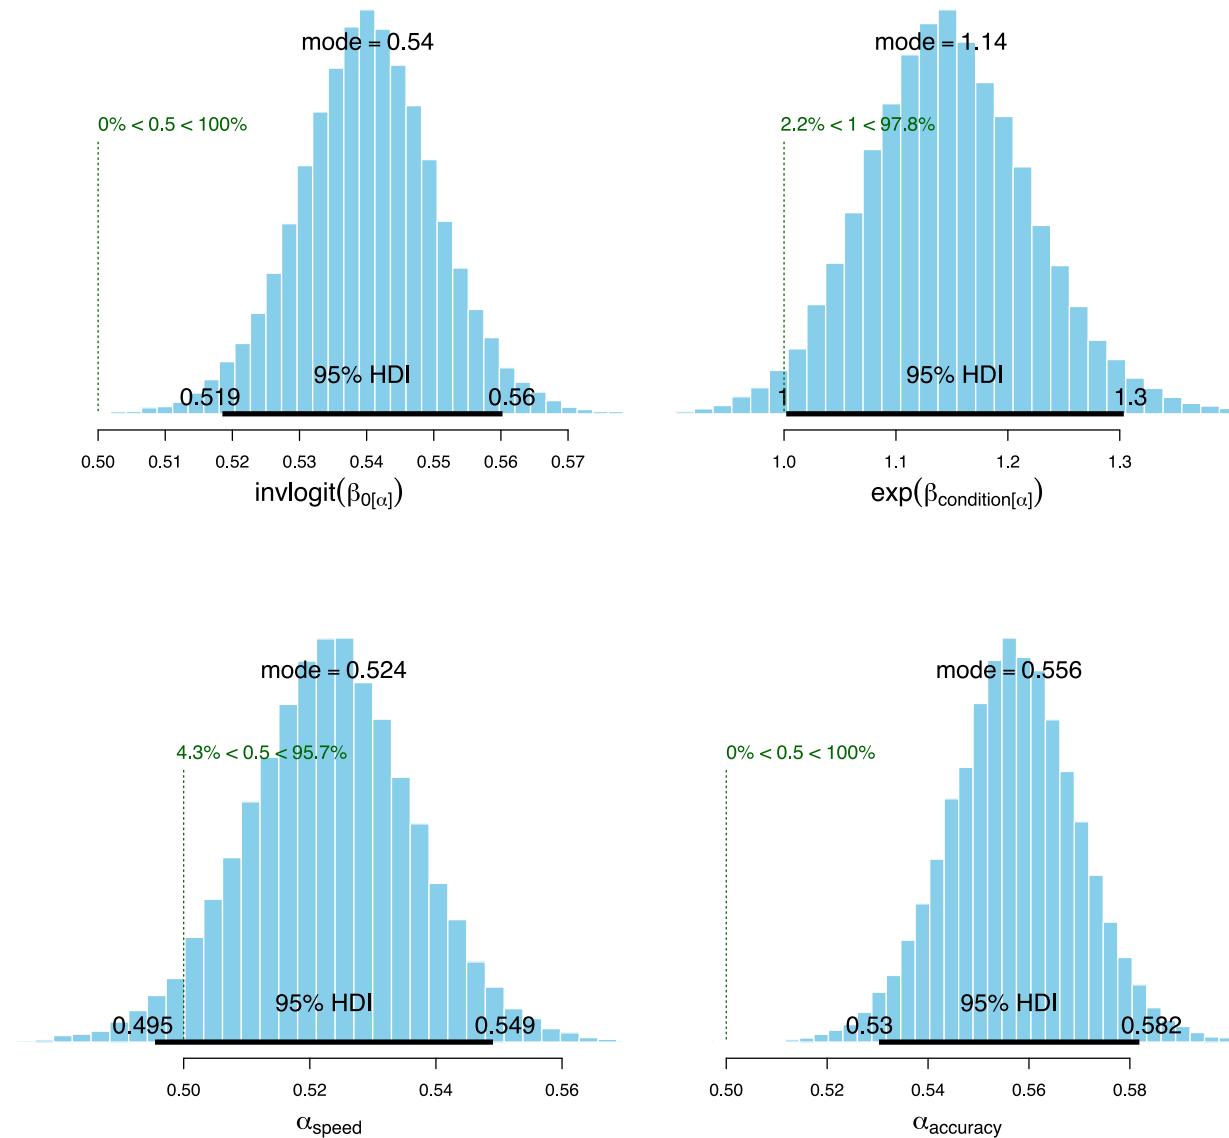 mode = 0.54
0% < 0.5 < 100%
95% HDI
0.519 0.56
0.50 0.51 0.52 0.53 0.54 0.55 0.56 0.57
invlogit(β0[α])
mode = 1.14
2.2% < 1 < 97.8%
95% HDI
1 1.3
1.0 1.1 1.2 1.3
exp(βcondition[α])
mode = 0.524
4.3% < 0.5 < 95.7%
95% HDI
0.495 0.549
0.50 0.52 0.54 0.56
αspeed
mode = 0.556
0% < 0.5 < 100%
95% HDI
0.53 0.582
0.50 0.52 0.54 0.56 0.58
αaccuracy